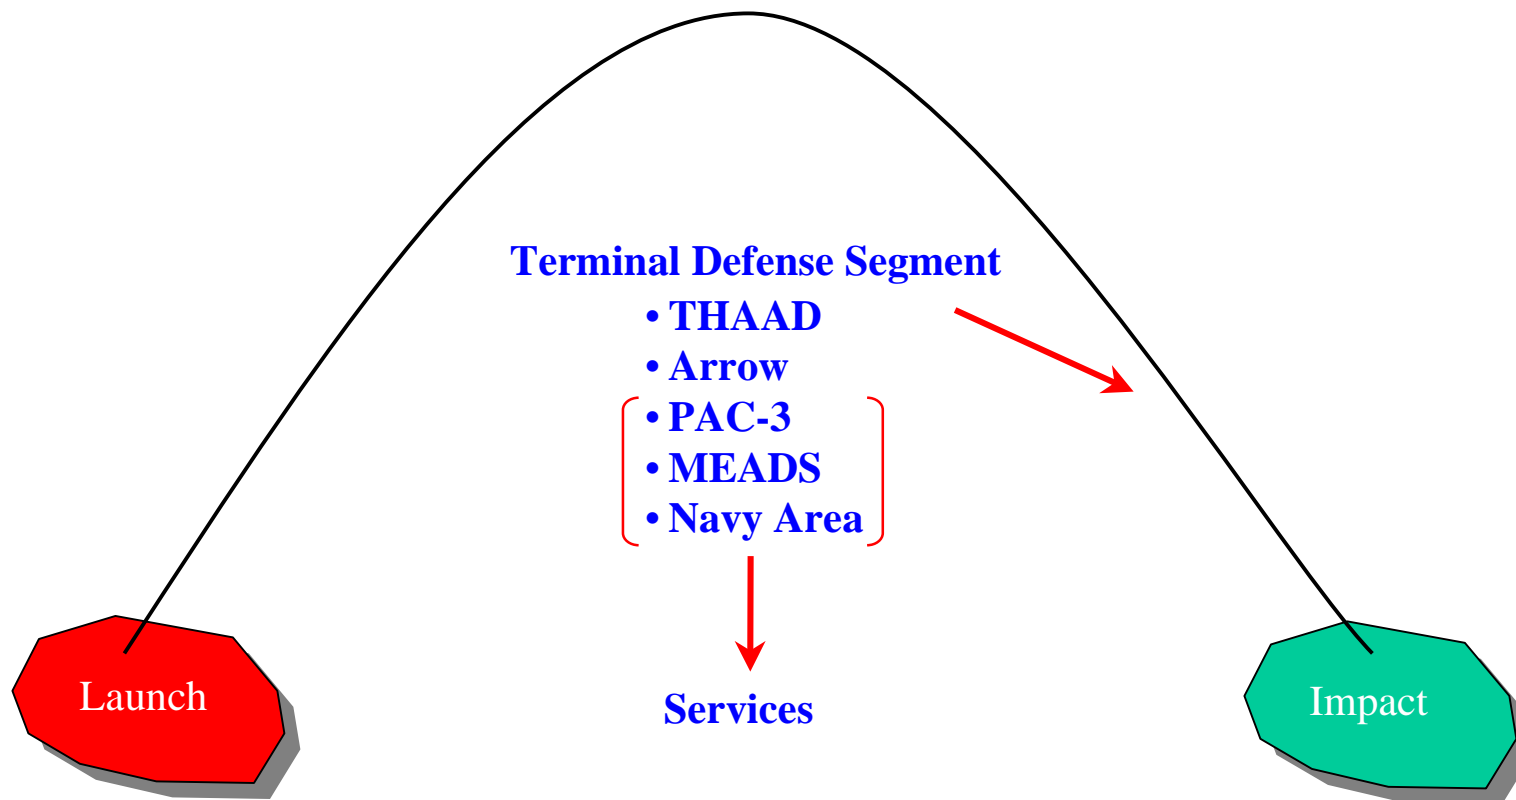 Terminal Defense Segment
• THAAD
• Arrow
• PAC-3
• MEADS
• Navy Area
Services
Launch
Impact